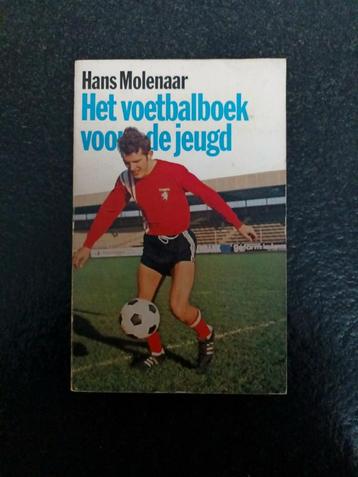 Hans Molenaar
Het voetbalboek
voor de jeugd